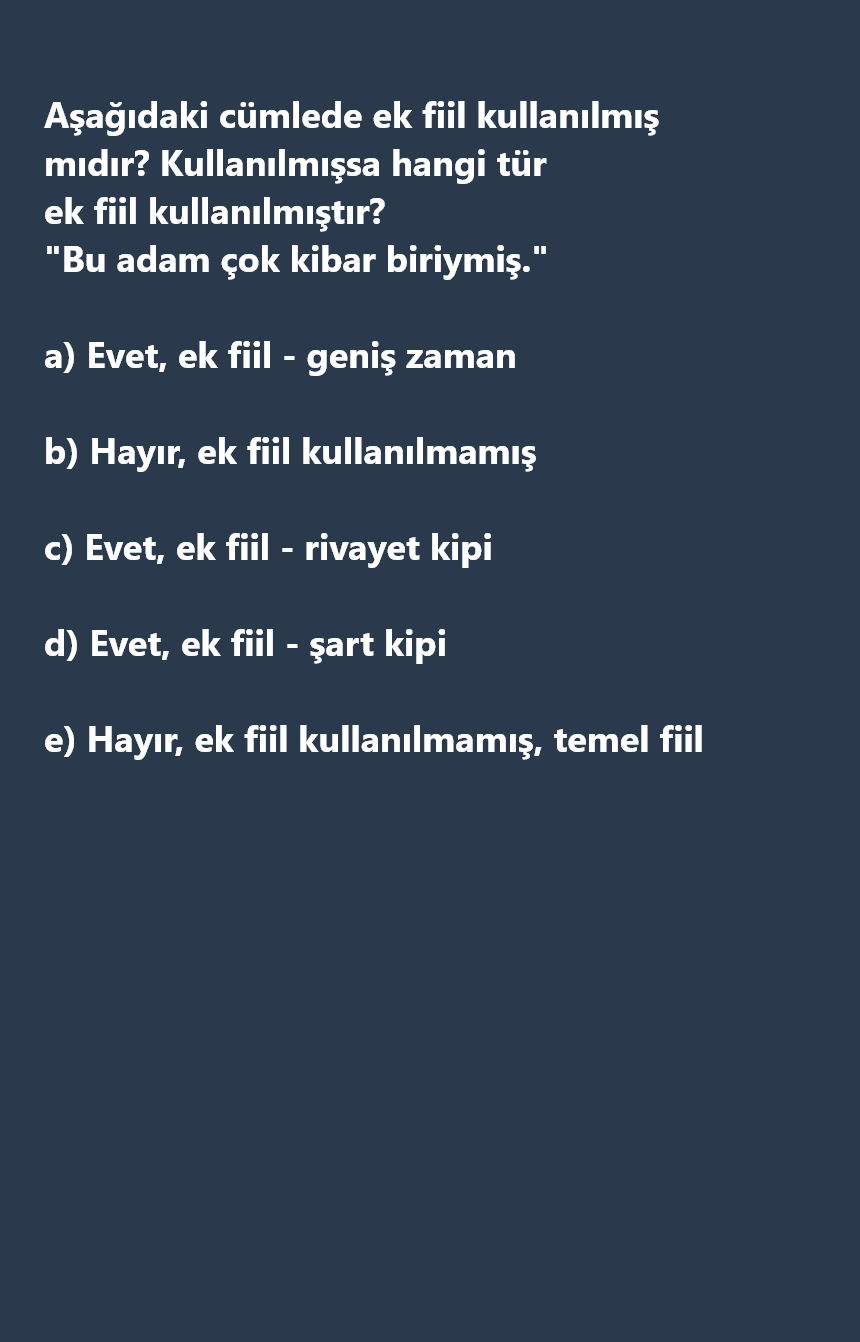 Aşağıdaki cümlede ek fiil kullanılmış
mıdır? Kullanılmışsa hangi tür
ek fiil kullanılmıştır?
"Bu adam çok kibar biriymiş."
a) Evet, ek fiil - geniş zaman
b) Hayır, ek fiil kullanılmamış
c) Evet, ek fiil - rivayet kipi
d) Evet, ek fiil - şart kipi
e) Hayır, ek fiil kullanılmamış, temel fiil